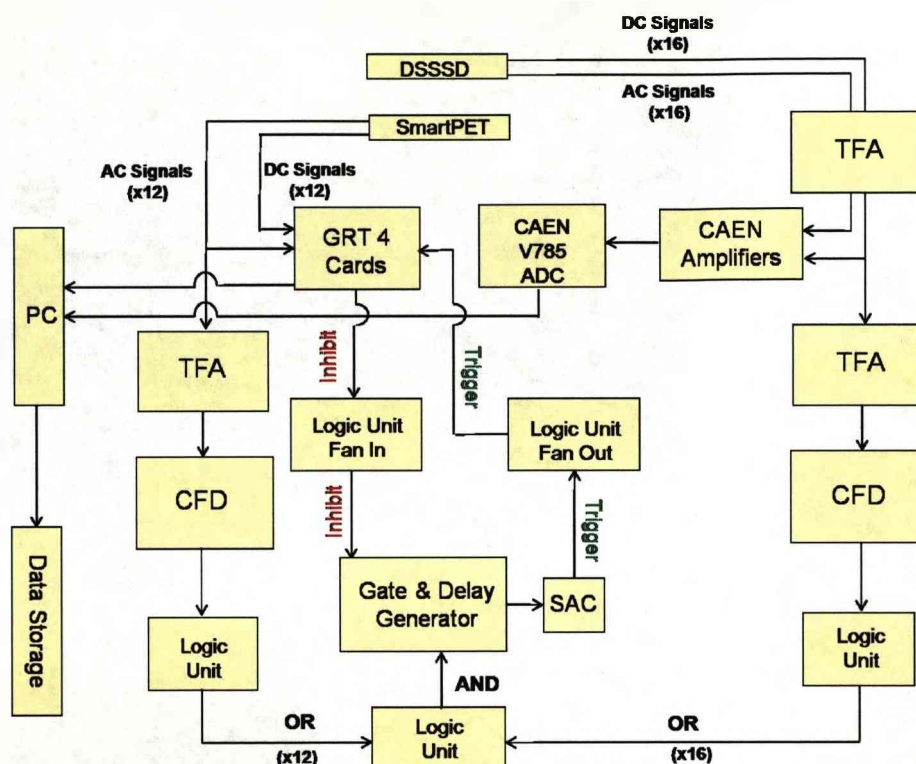 DC Signals
(x16)
DSSSD
AC Signals
(x16)
SmartPET
TFA
AC Signals
(x12)
DC Signals
(x12)
GRT 4
Cards
CAEN
V785
ADC
CAEN
Amplifiers
PC
TFA
Inhibit
Trigger
TFA
Logic Unit
Fan In
Logic Unit
Fan Out
CFD
CFD
Inhibit
Trigger
Data Storage
Gate & Delay
Generator
SAC
Logic
Unit
Logic
Unit
AND
OR
(x12)
Logic
Unit
OR
(x16)